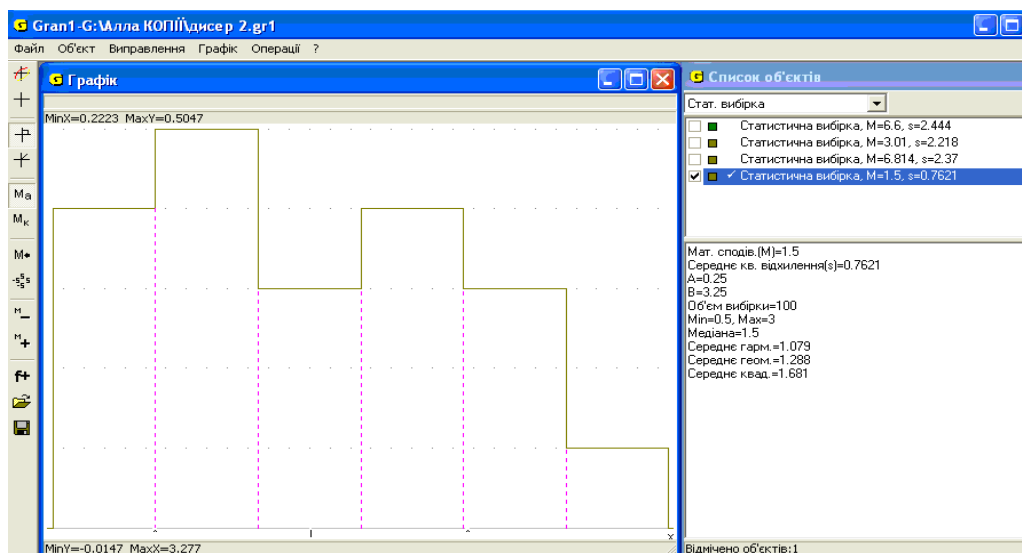 Gran1-G:\Алла КОПІЇ\дисер 2.gr1
Файл Об'єкт Виправлення Графік Операції ?
Графік
MinX=0.2223 MaxY=0.5047
x
MinY=-0.0147 MaxX=3.277
Ma
Mк
M
-s s s
M
M
f+
Список об'єктів
Стат. вибірка
Статистична вибірка, M=6.6, s=2.444
Статистична вибірка, M=3.01, s=2.218
Статистична вибірка, M=6.814, s=2.37
Статистична вибірка, M=1.5, s=0.7621
Мат. сподів.(M)=1.5
Середнє кв. відхилення(s)=0.7621
A=0.25
B=3.25
Об'єм вибірки=100
Min=0.5, Max=3
Медіана=1.5
Середнє гарм.=1.079
Середнє геом.=1.288
Середнє квад.=1.681
Відмічено об'єктів:1